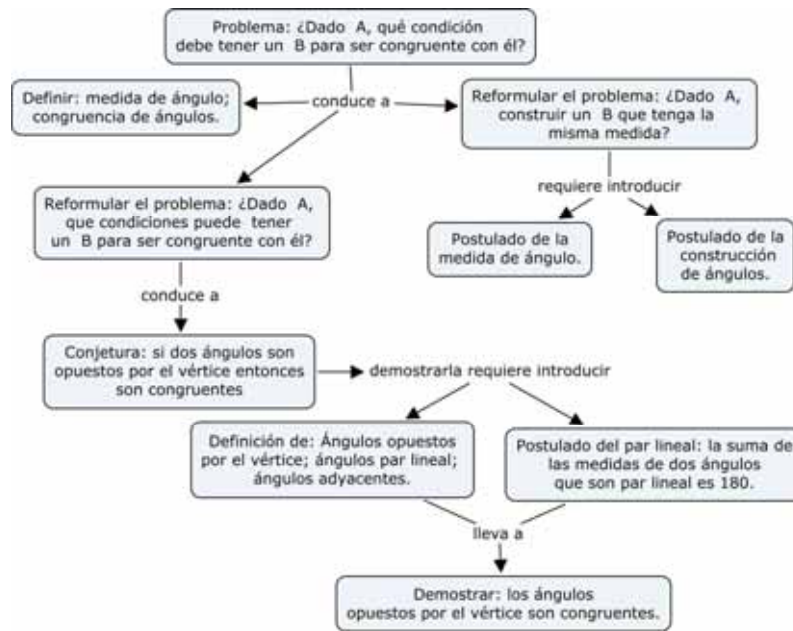 Problema: ¿Dado  A, qué condición
debe tener un  B para ser congruente con él?
conduce a
Definir: medida de ángulo;
congruencia de ángulos.
Reformular el problema: ¿Dado  A,
construir un  B que tenga la
misma medida?
requiere introducir
Postulado de la
medida de ángulo.
Postulado de la
construcción
de ángulos.
Reformular el problema: ¿Dado  A,
que condiciones puede  tener
un  B para ser congruente con él?
conduce a
Conjetura: si dos ángulos son
opuestos por el vértice entonces
son congruentes
demostrarla requiere introducir
Definición de: Ángulos opuestos
por el vértice; ángulos par lineal;
ángulos adyacentes.
Postulado del par lineal: la suma de
las medidas de dos ángulos
que son par lineal es 180.
lleva a
Demostrar: los ángulos
opuestos por el vértice son congruentes.